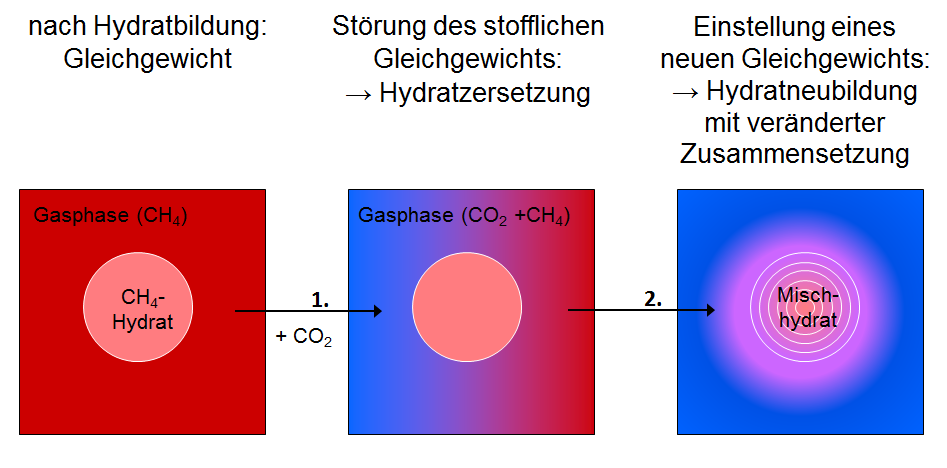 nach Hydratbildung:
Gleichgewicht
Störung des stofflichen
Gleichgewichts:
→ Hydratzersetzung
Einstellung eines
neuen Gleichgewichts:
→ Hydratneubildung
mit veränderter
Zusammensetzung
Gasphase (CH₄)
CH₄-
Hydrat
1.
+ CO₂
Gasphase (CO₂ +CH₄)
2.
Misch-
hydrat